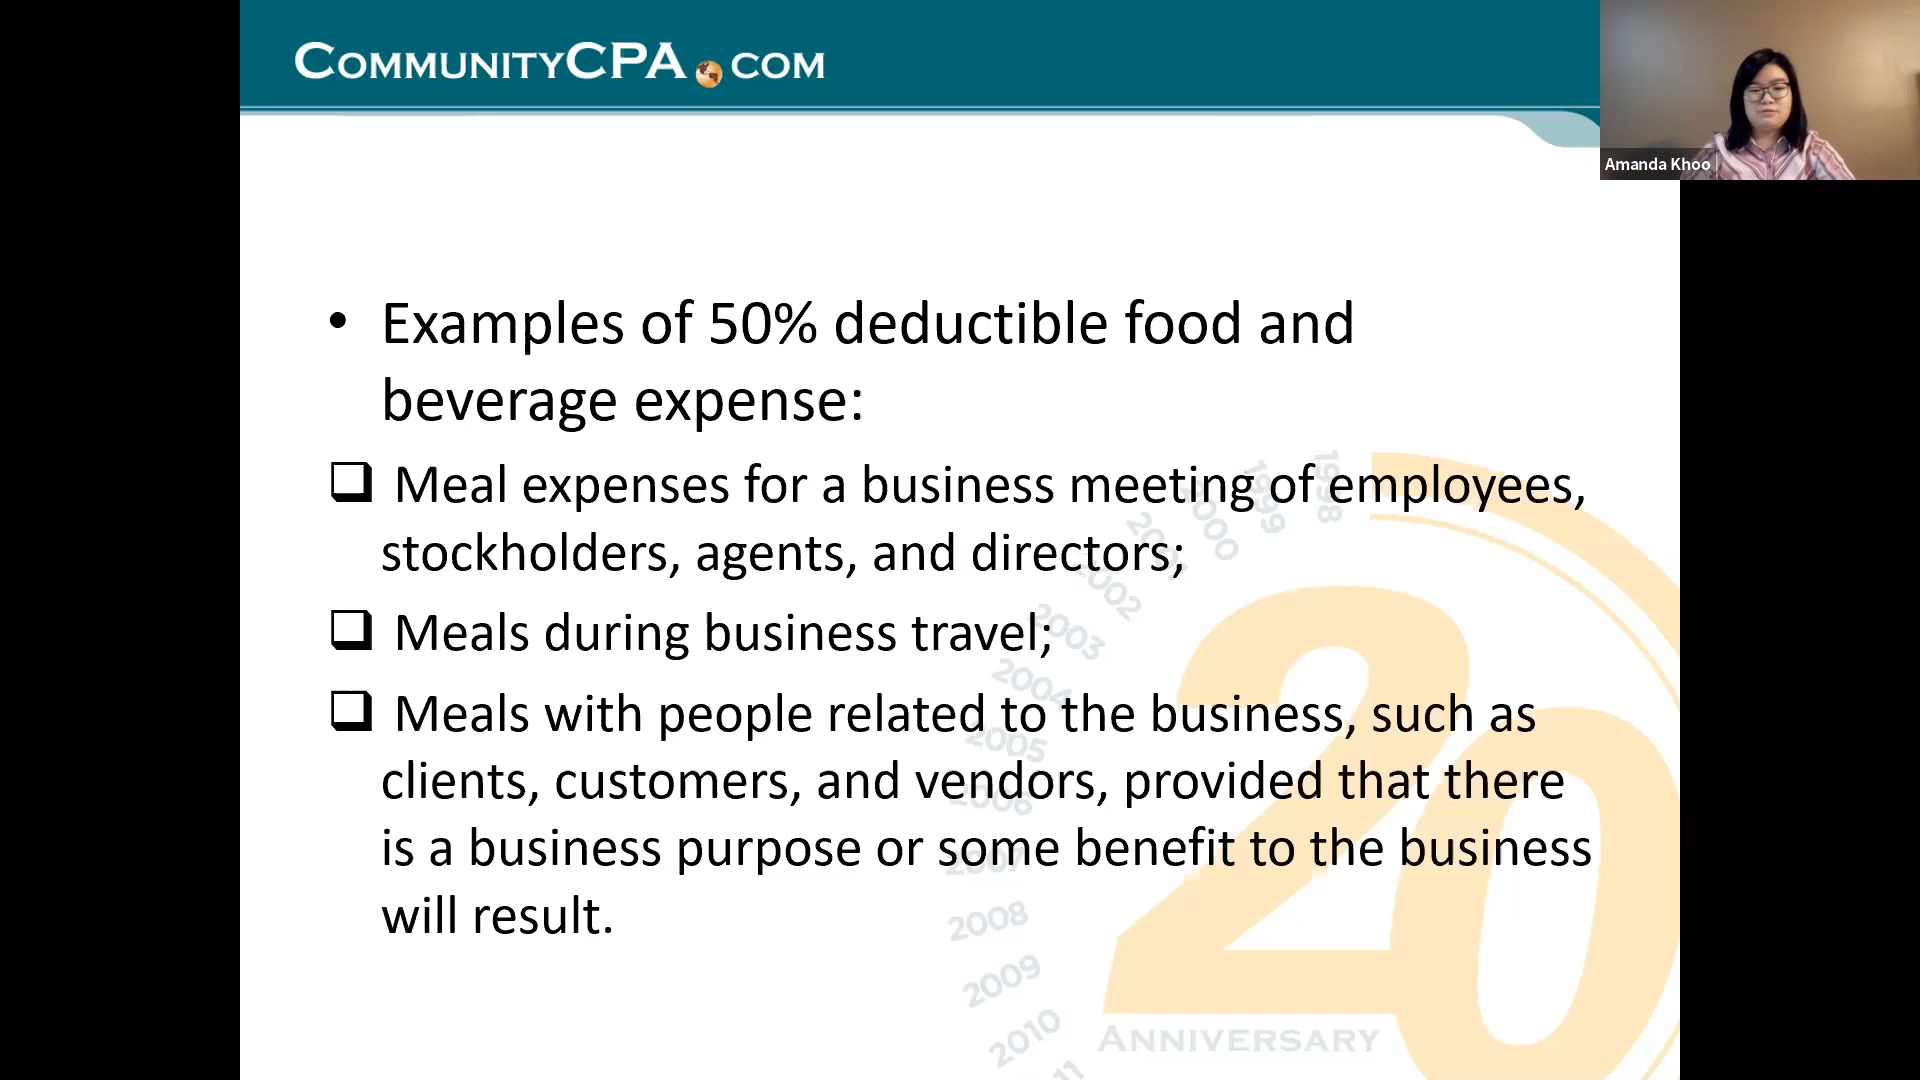 COMMUNITYCPA.COM
Amanda Khoo
• Examples of 50% deductible food and
beverage expense:
❑ Meal expenses for a business meeting of employees,
stockholders, agents, and directors;
❑ Meals during business travel;
❑ Meals with people related to the business, such as
clients, customers, and vendors, provided that there
is a business purpose or some benefit to the business
will result.
1998
1999
2000
2001
2002
2003
2004
2005
2006
2007
2008
2009
2010
20
ANNIVERSARY